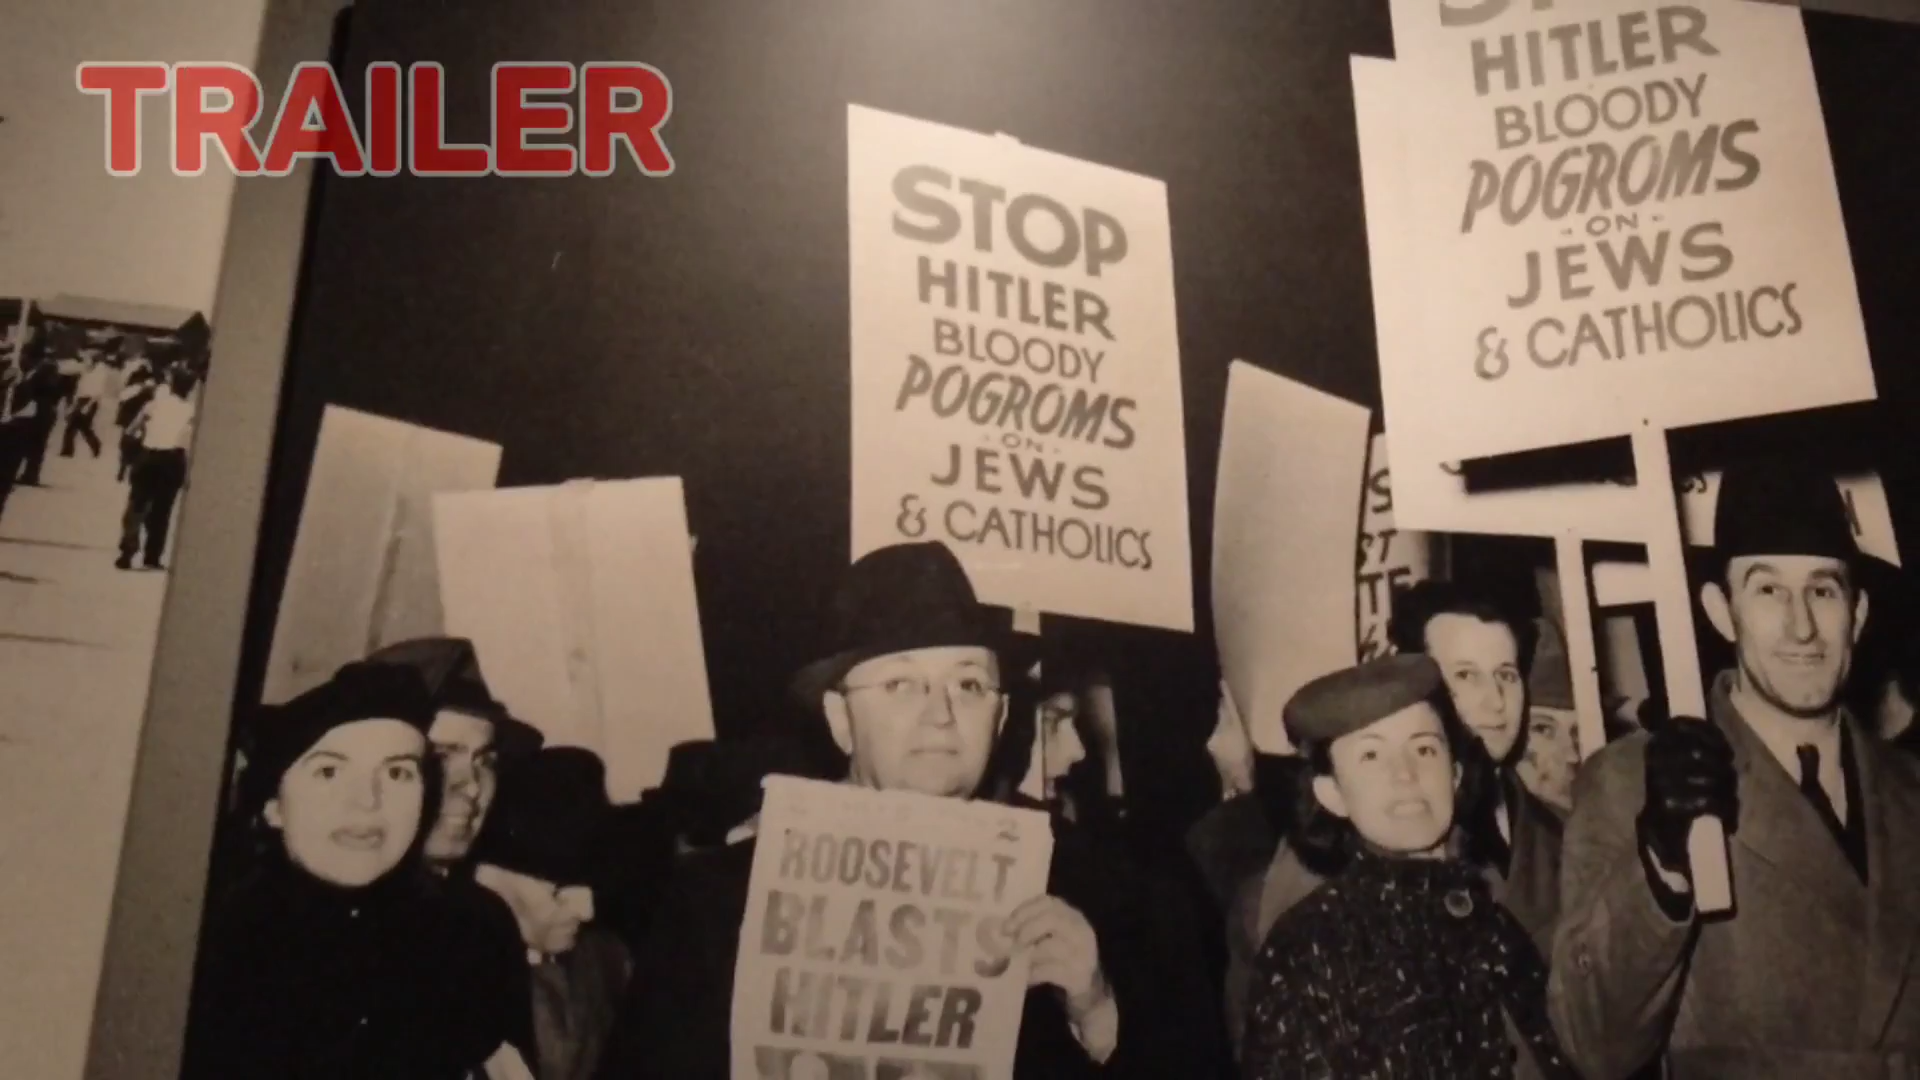 TRAILER
STOP
HITLER
BLOODY
POGROMS
- ON -
JEWS
& CATHOLICS
HITLER
BLOODY
POGROMS
- ON -
JEWS
& CATHOLICS
ROOSEVELT
BLASTS
HITLER